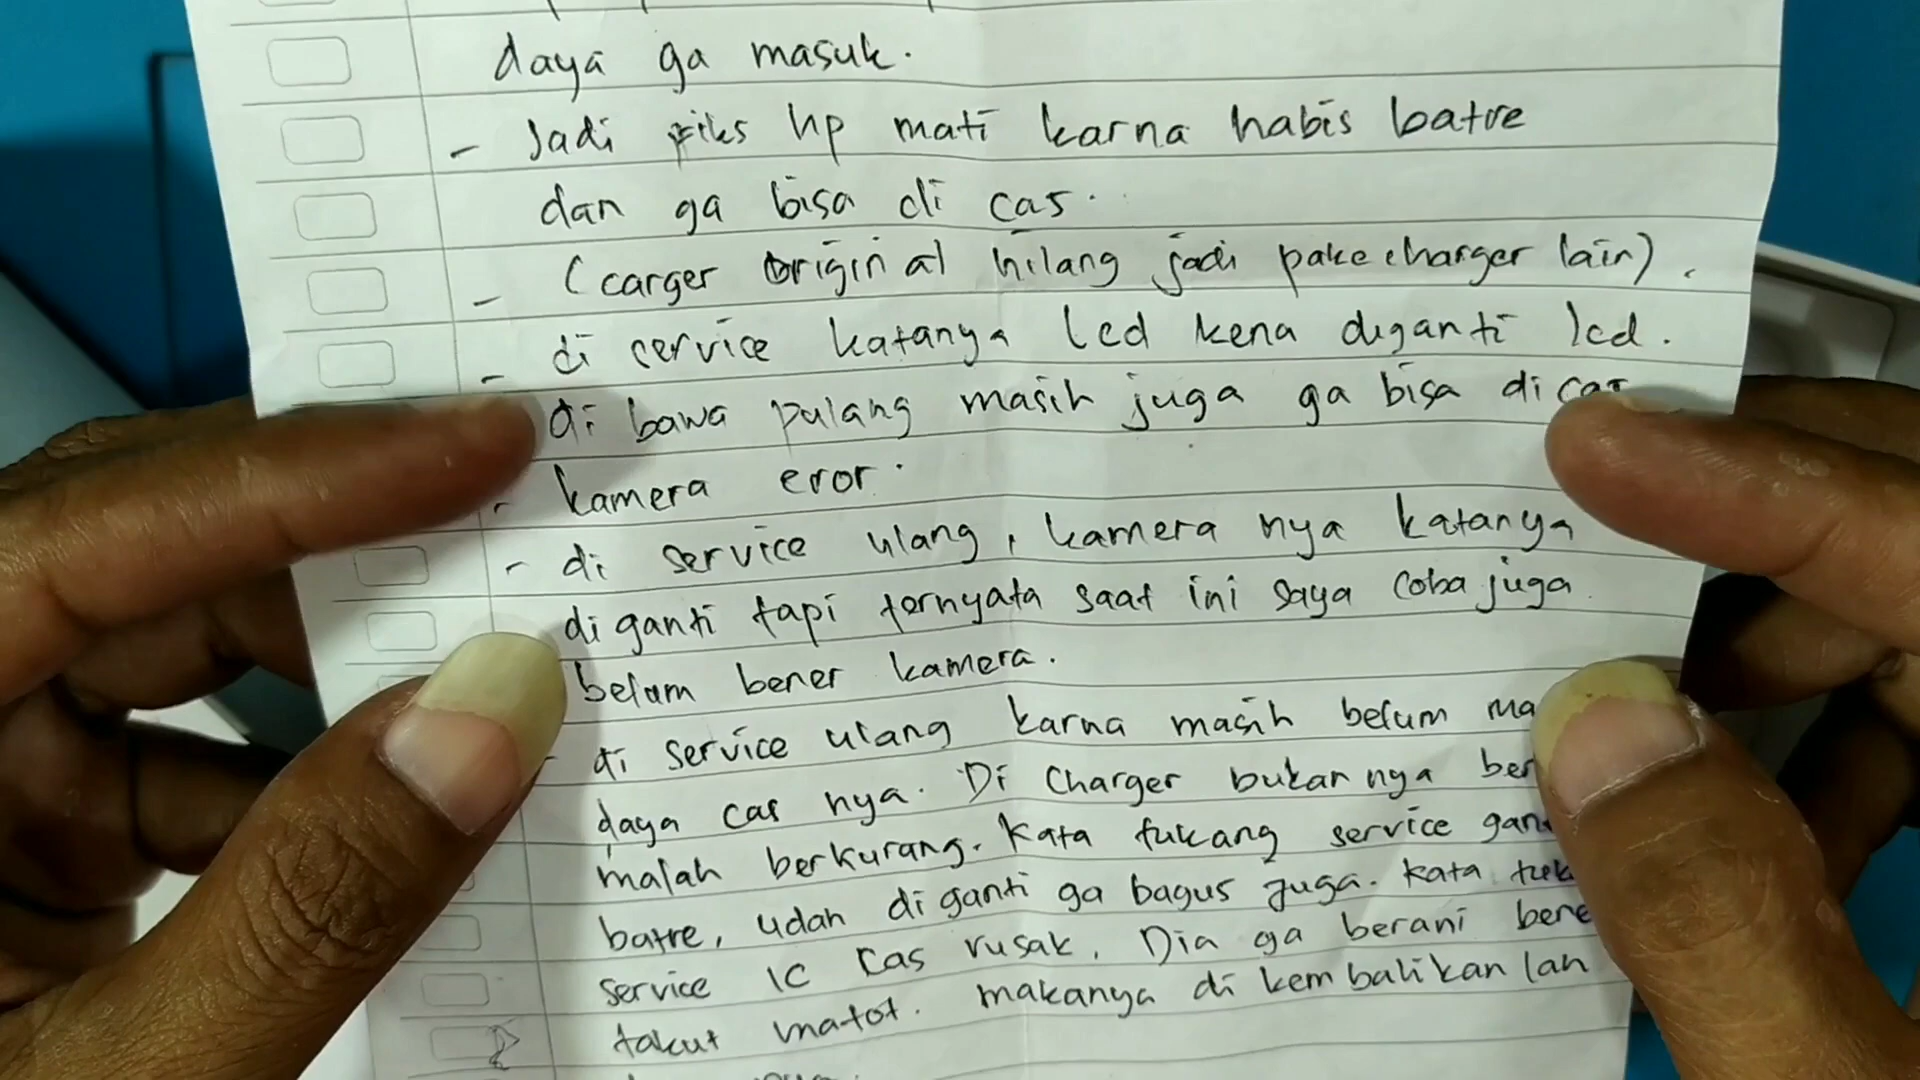 daya ga masuk.
- Jadi fiks hp mati karna habis batre
dan ga bisa di cas.
- (carger original hilang jadi pake charger lain).
- di service katanya lcd kena diganti lcd.
di bawa pulang masih juga ga bisa di cas
- kamera eror.
- di service ulang, kamera nya katanya
di ganti tapi ternyata saat ini saya coba juga
belum bener kamera.
- di service ulang karna masih belum
daya cas nya. Di Charger bukan nya
malah berkurang. Kata tukang service
batre, udah di ganti ga bagus juga. Kata
service IC Cas rusak. Dia ga berani
takut matot. makanya di kembalikan lah